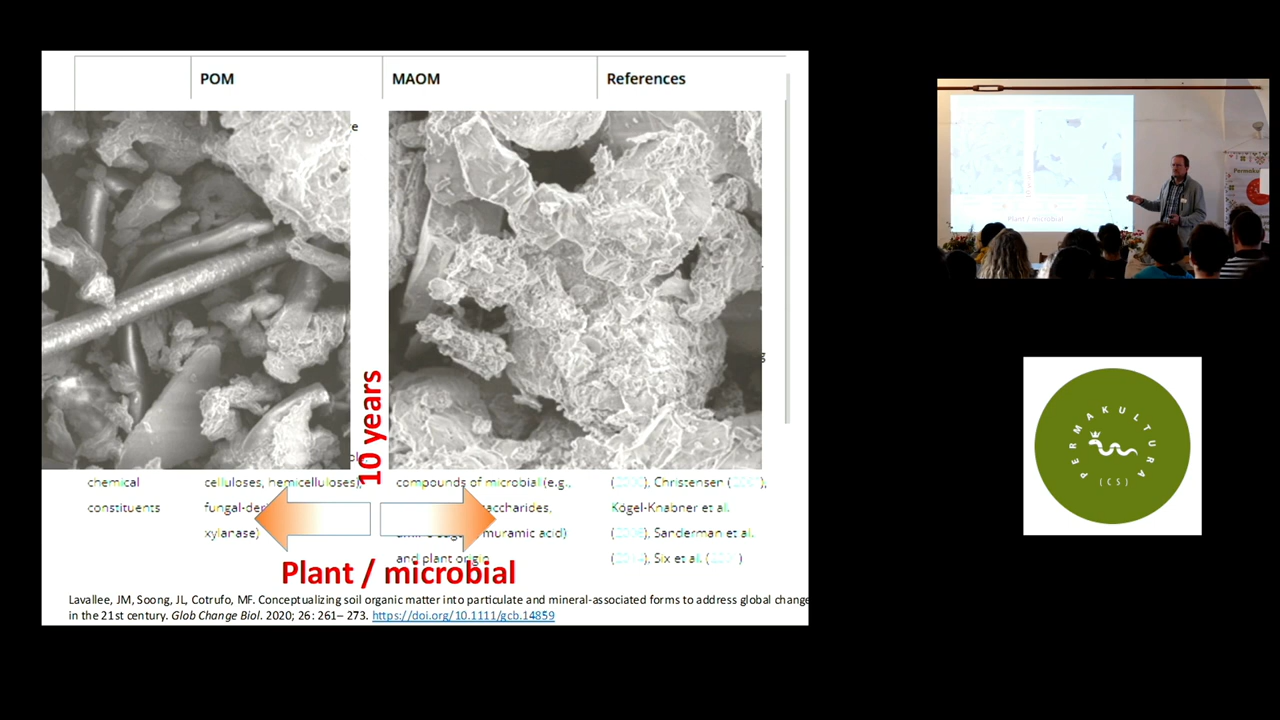 POM MAOM References
10 years
chemical celluloses, hemicelluloses), compounds of microbial (e.g., Christensen (
constituents Kögel-Knabner et al.
xylanase) muramic acid) Sanderman et al.
and plant origin Six et al. (
Plant / microbial
Lavallee, JM, Soong, JL, Cotrufo, MF. Conceptualizing soil organic matter into particulate and mineral-associated forms to address global change
in the 21st century. Glob Change Biol. 2020; 26: 261– 273. https://doi.org/10.1111/gcb.14859
Plant / microbial
PERMAKULTURA
(CS)